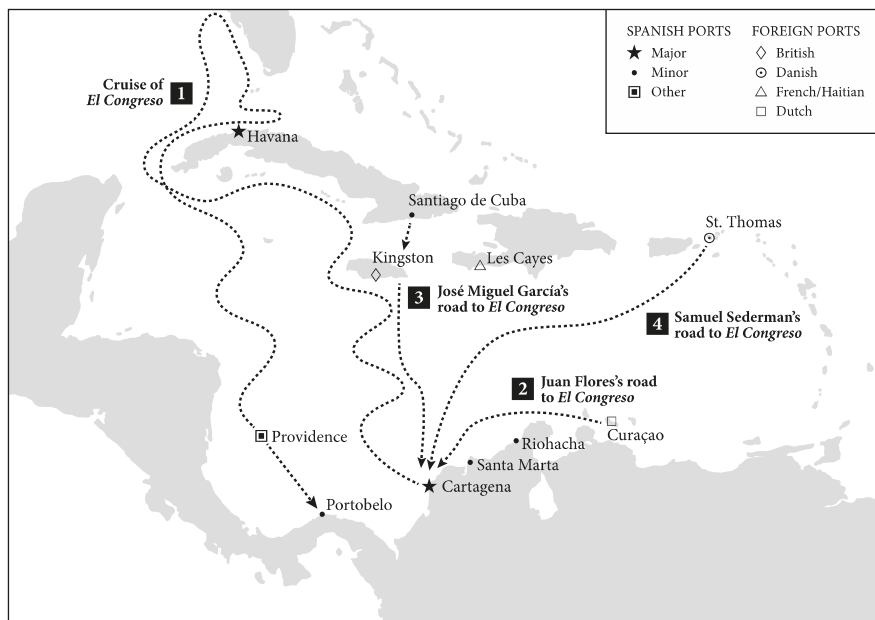 SPANISH PORTS
Major
Minor
Other
FOREIGN PORTS
British
Danish
French/Haitian
Dutch
Cruise of
El Congreso
1
Havana
Santiago de Cuba
St. Thomas
Kingston
Les Cayes
3
José Miguel García's
road to El Congreso
4
Samuel Sederman's
road to El Congreso
2
Juan Flores's road
to El Congreso
Curaçao
Providence
Riohacha
Santa Marta
Cartagena
Portobelo